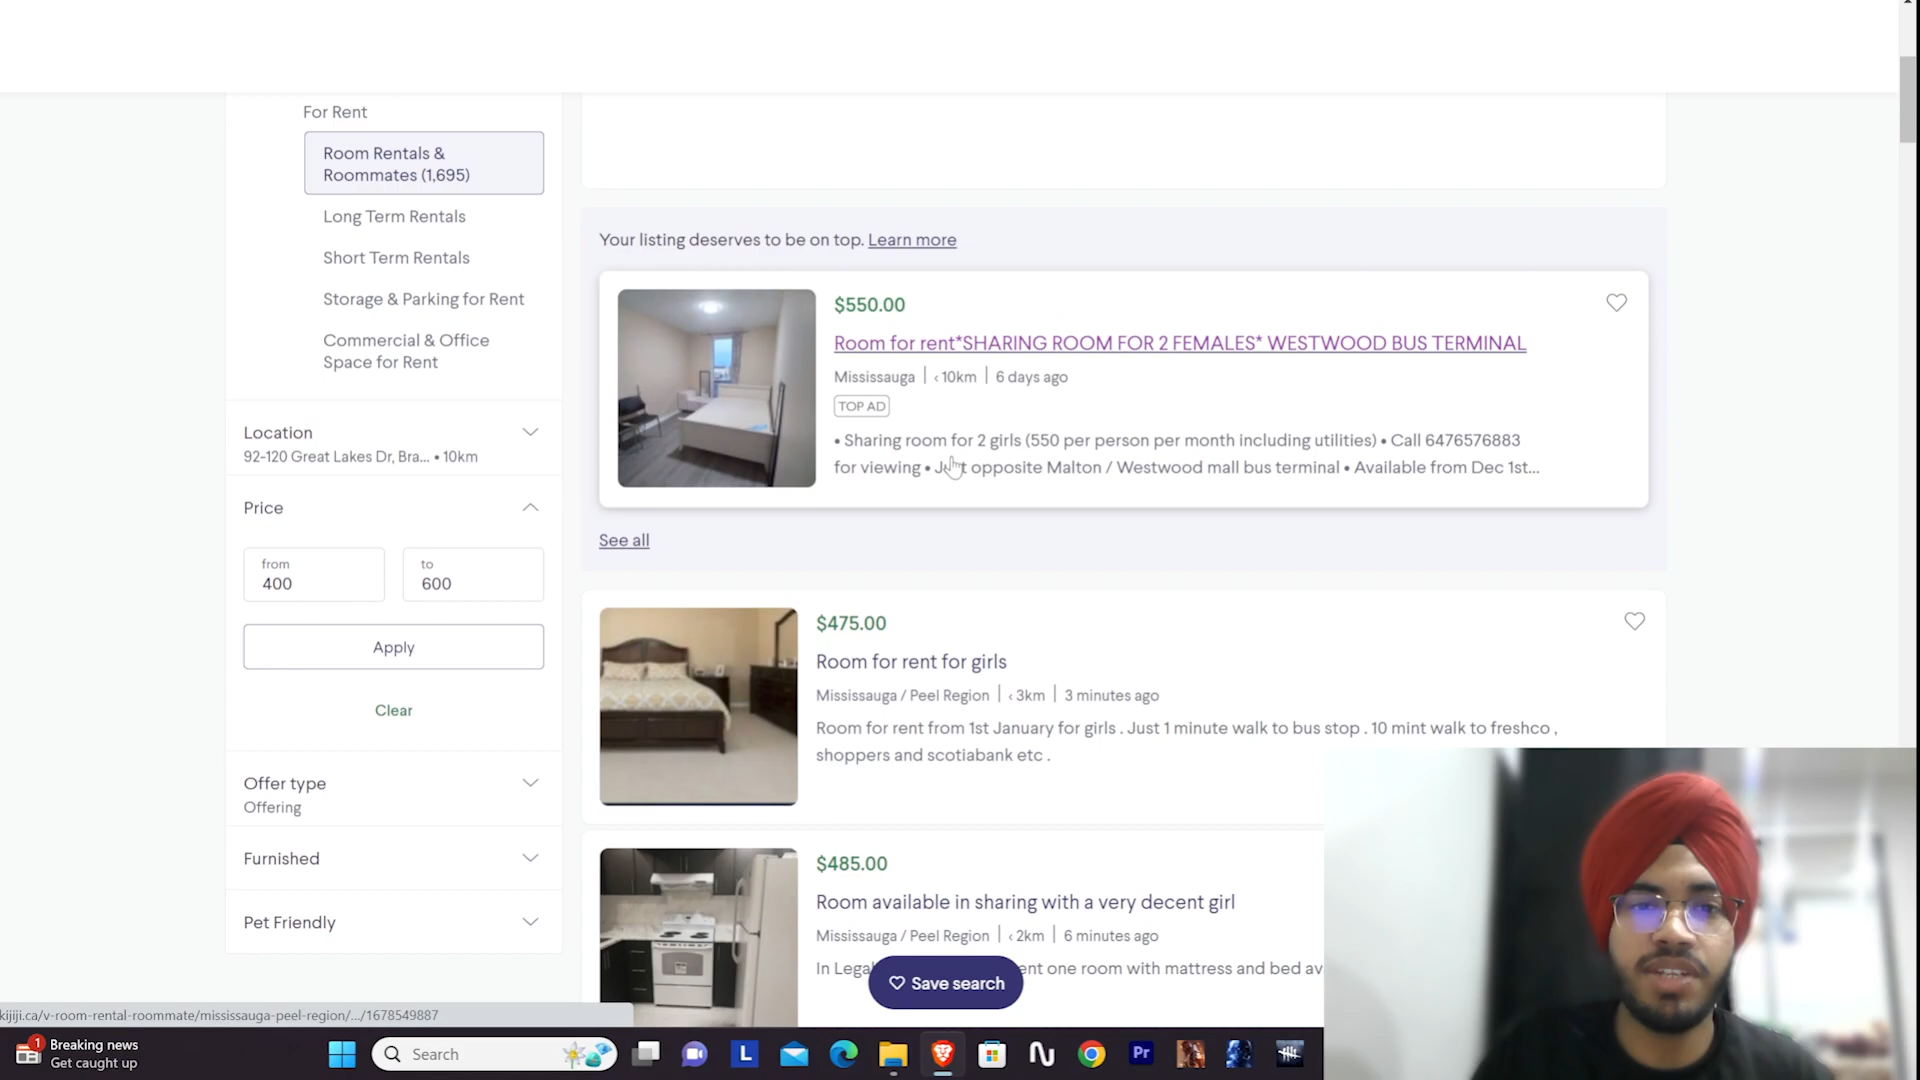 For Rent
Room Rentals &
Roommates (1,695)
Long Term Rentals
Short Term Rentals
Storage & Parking for Rent
Commercial & Office
Space for Rent
Location
92-120 Great Lakes Dr, Bra... • 10km
Price
from
400
to
600
Apply
Clear
Offer type
Offering
Furnished
Pet Friendly
Your listing deserves to be on top. Learn more
$550.00
Room for rent*SHARING ROOM FOR 2 FEMALES* WESTWOOD BUS TERMINAL
Mississauga | < 10km | 6 days ago
TOP AD
• Sharing room for 2 girls (550 per person per month including utilities) • Call 6476576883
for viewing • opposite Malton / Westwood mall bus terminal • Available from Dec 1st...
See all
$475.00
Room for rent for girls
Mississauga / Peel Region | < 3km | 3 minutes ago
Room for rent from 1st January for girls . Just 1 minute walk to bus stop . 10 mint walk to freshco ,
shoppers and scotiabank etc .
$485.00
Room available in sharing with a very decent girl
Mississauga / Peel Region | < 2km | 6 minutes ago
In one room with mattress and bed
Save search
kijiji.ca/v-room-rental-roommate/mississauga-peel-region/.../1678549887
1
Breaking news
Get caught up
Search
L
Pr